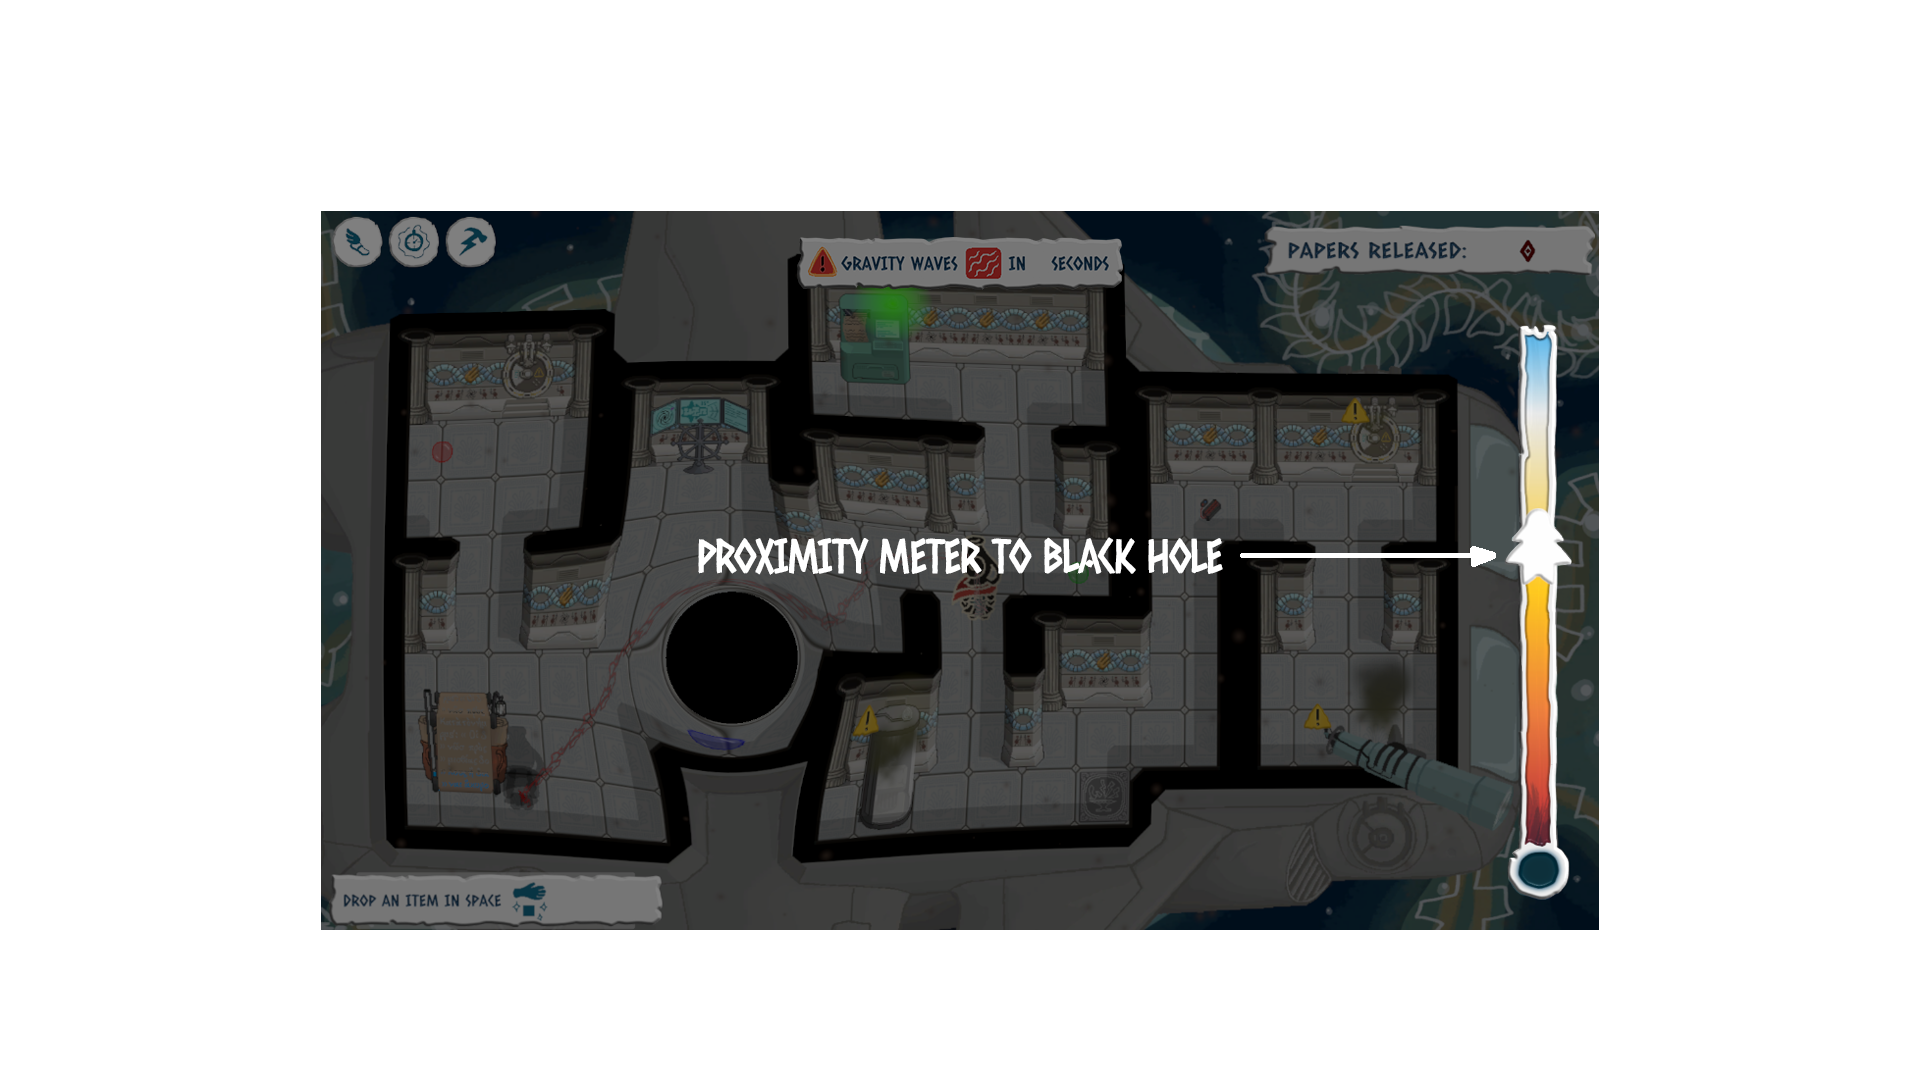 GRAVITY WAVES IN SECONDS
PAPERS RELEASED:
PROXIMITY METER TO BLACK HOLE
DROP AN ITEM IN SPACE